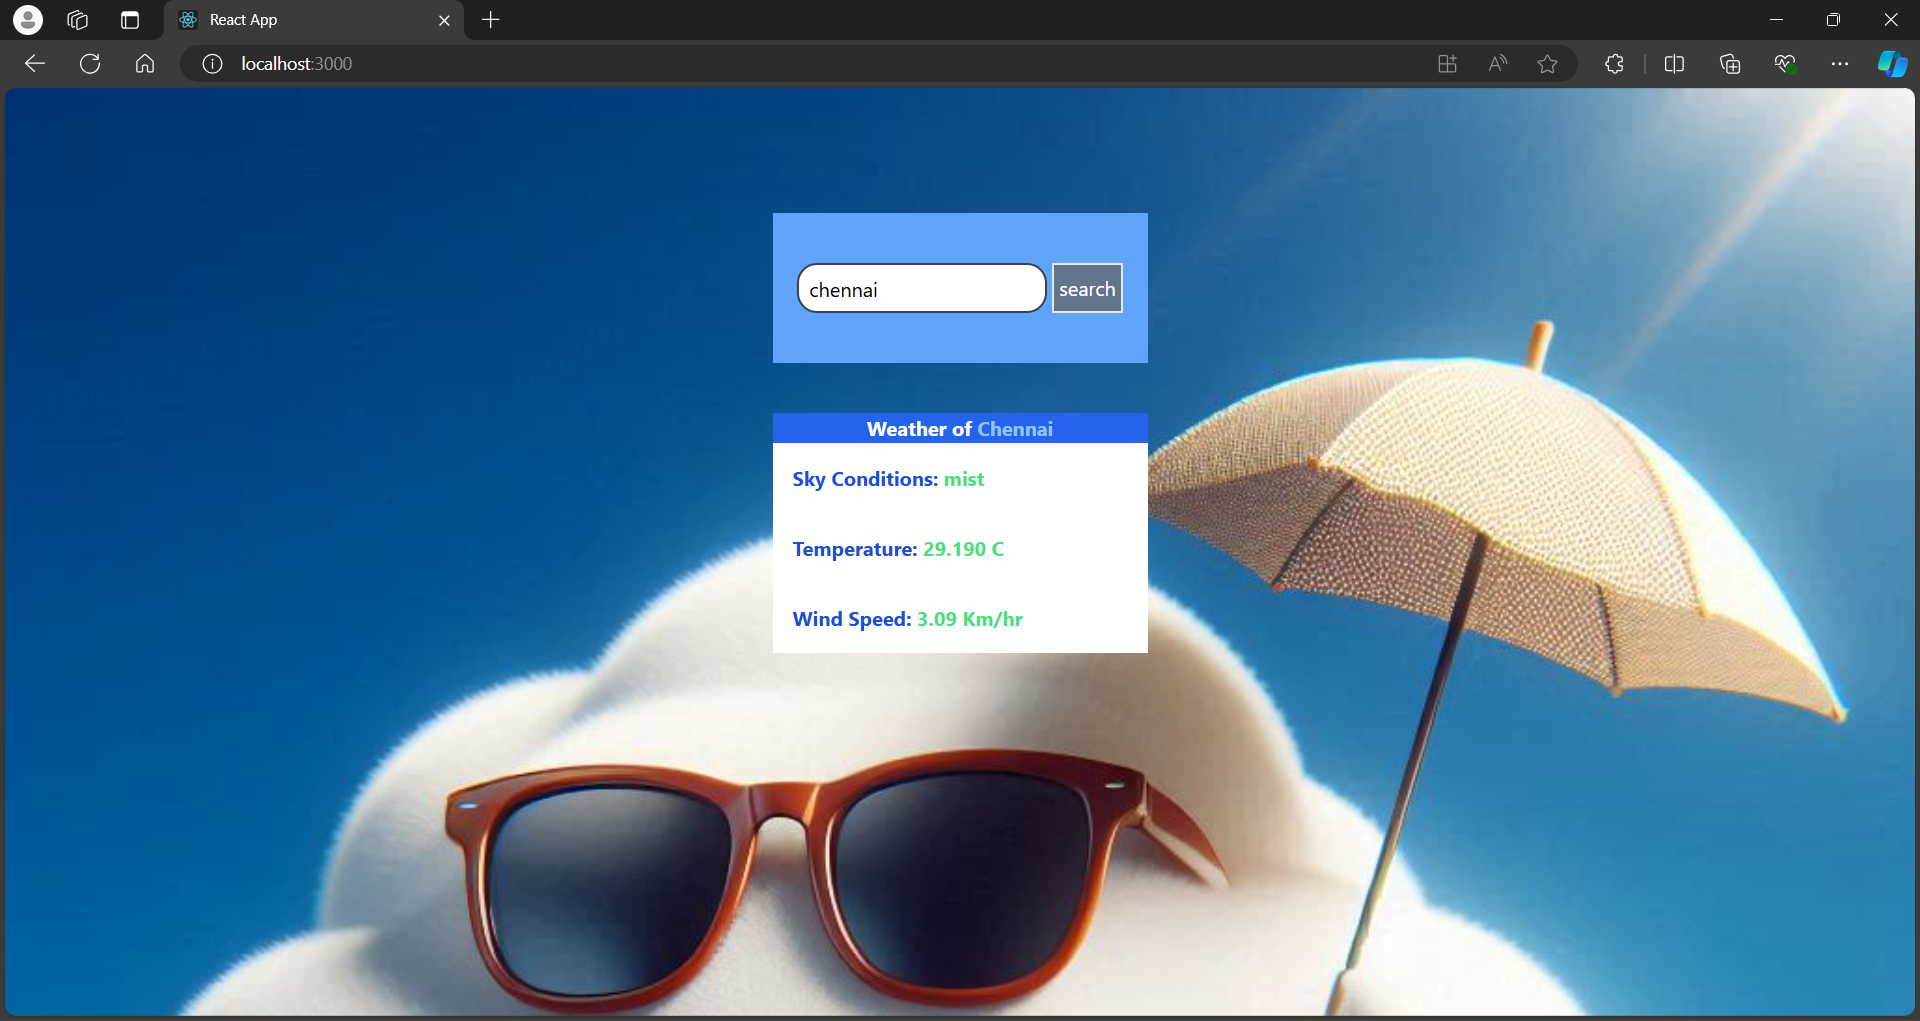 React App
localhost:3000
chennai
search
Weather of Chennai
Sky Conditions: mist
Temperature: 29.190 C
Wind Speed: 3.09 Km/hr